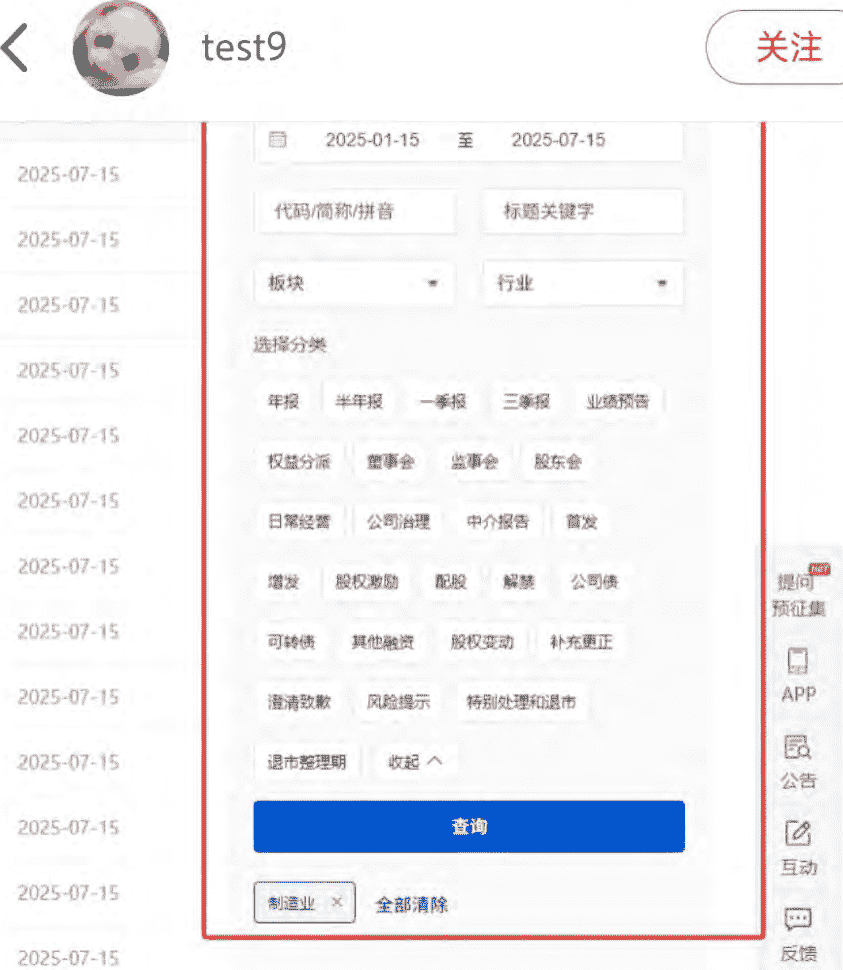 test9
关注
2025-01-15 至 2025-07-15
2025-07-15
代码/简称/拼音 标题关键字
2025-07-15
板块 行业
2025-07-15
选择分类
2025-07-15
年报 半年报 一季报 三季报 业绩预告
2025-07-15
权益分派 董事会 监事会 股东会
2025-07-15
日常经营 公司治理 中介报告 首发
2025-07-15
增发 股权激励 配股 解禁 公司债
2025-07-15
可转债 其他融资 股权变动 补充更正
2025-07-15
澄清致歉 风险提示 特别处理和退市
2025-07-15
退市整理期 收起
2025-07-15
查询
2025-07-15
制造业 × 全部清除
2025-07-15
提问
预征集
APP
公告
互动
反馈